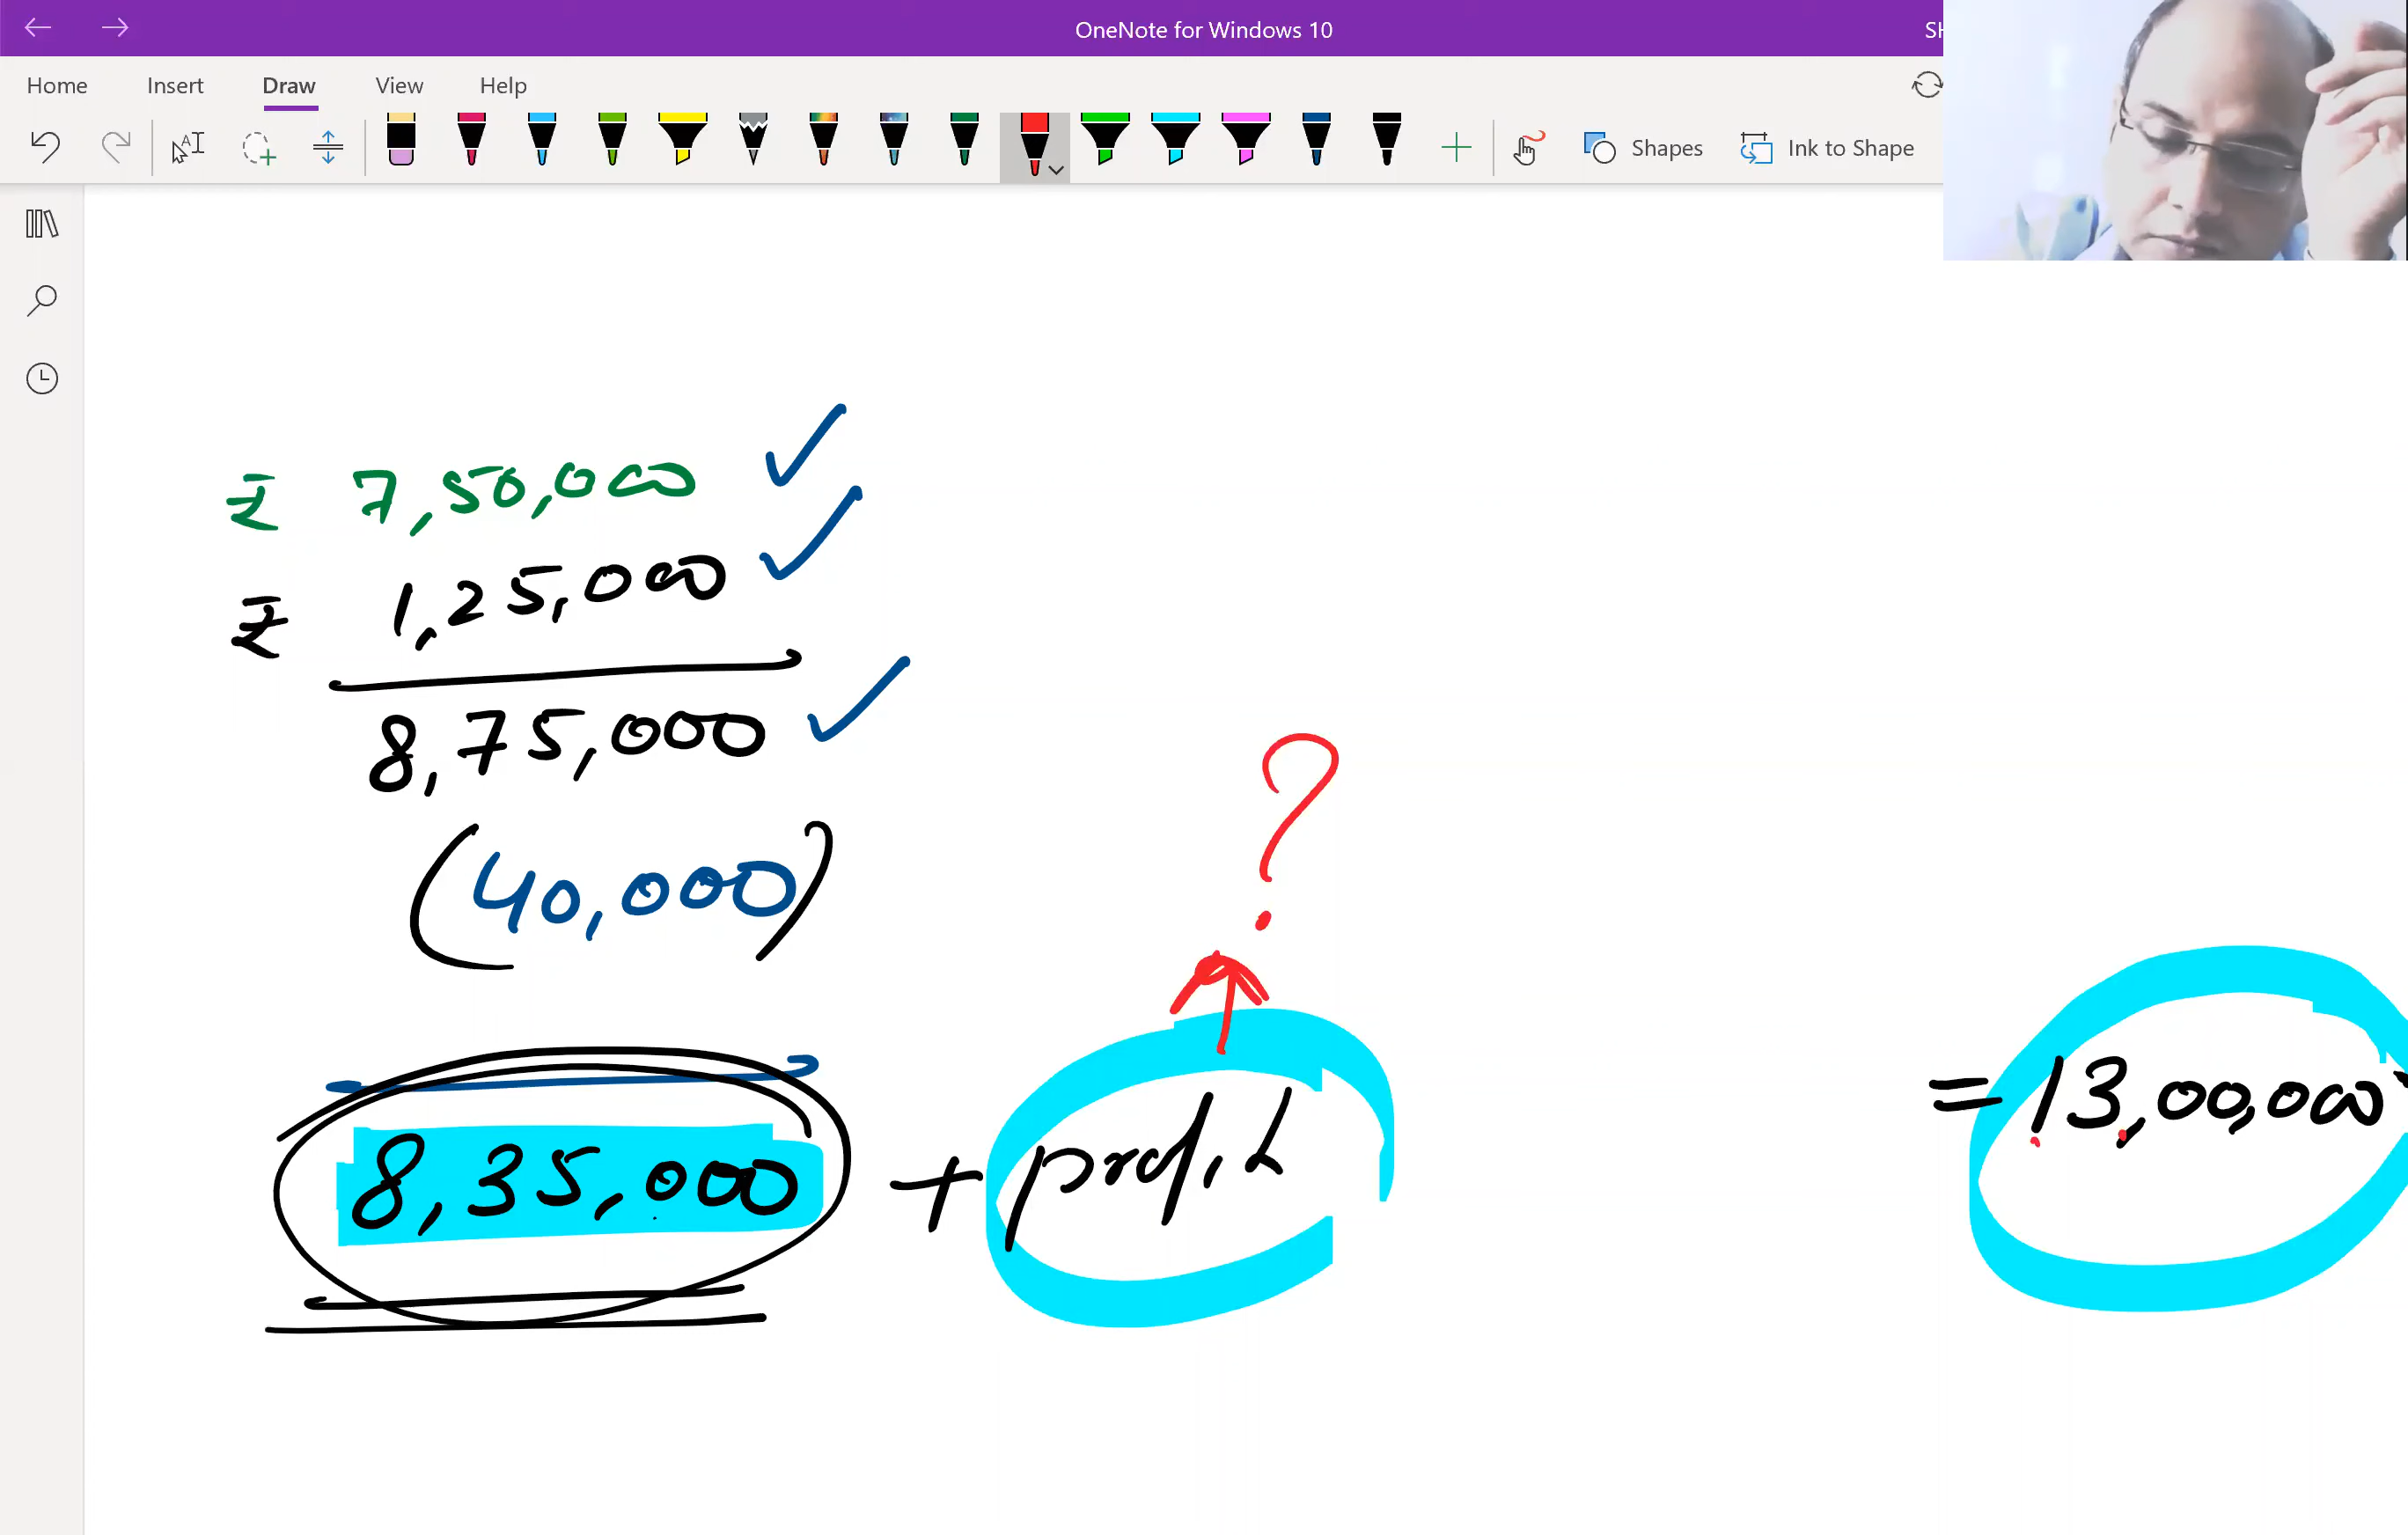 OneNote for Windows 10
Home Insert Draw View Help
Shapes Ink to Shape
₹ 7,50,000
₹ 1,25,000
8,75,000
(40,000)
?
8,35,000 + profit = 13,00,000